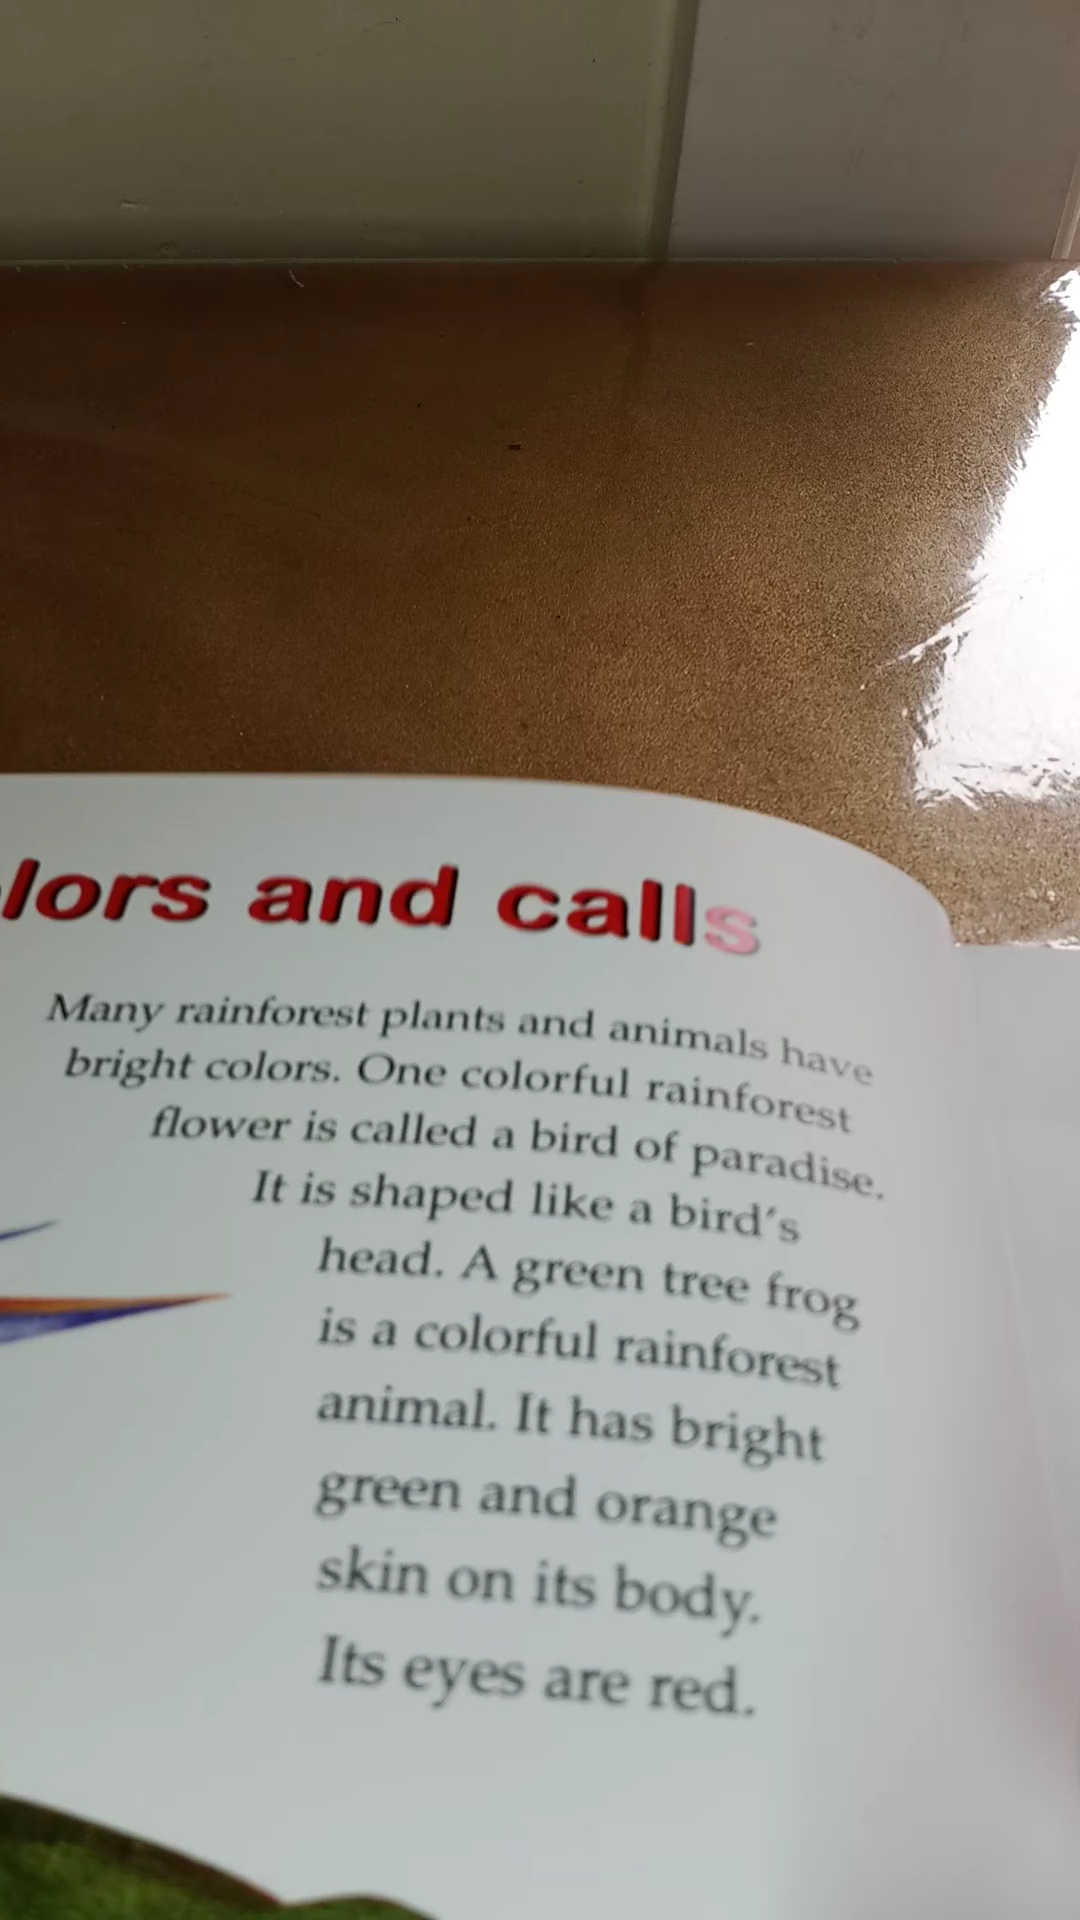 lors and calls
Many rainforest plants and animals have
bright colors. One colorful rainforest
flower is called a bird of paradise.
It is shaped like a bird's
head. A green tree frog
is a colorful rainforest
animal. It has bright
green and orange
skin on its body.
Its eyes are red.